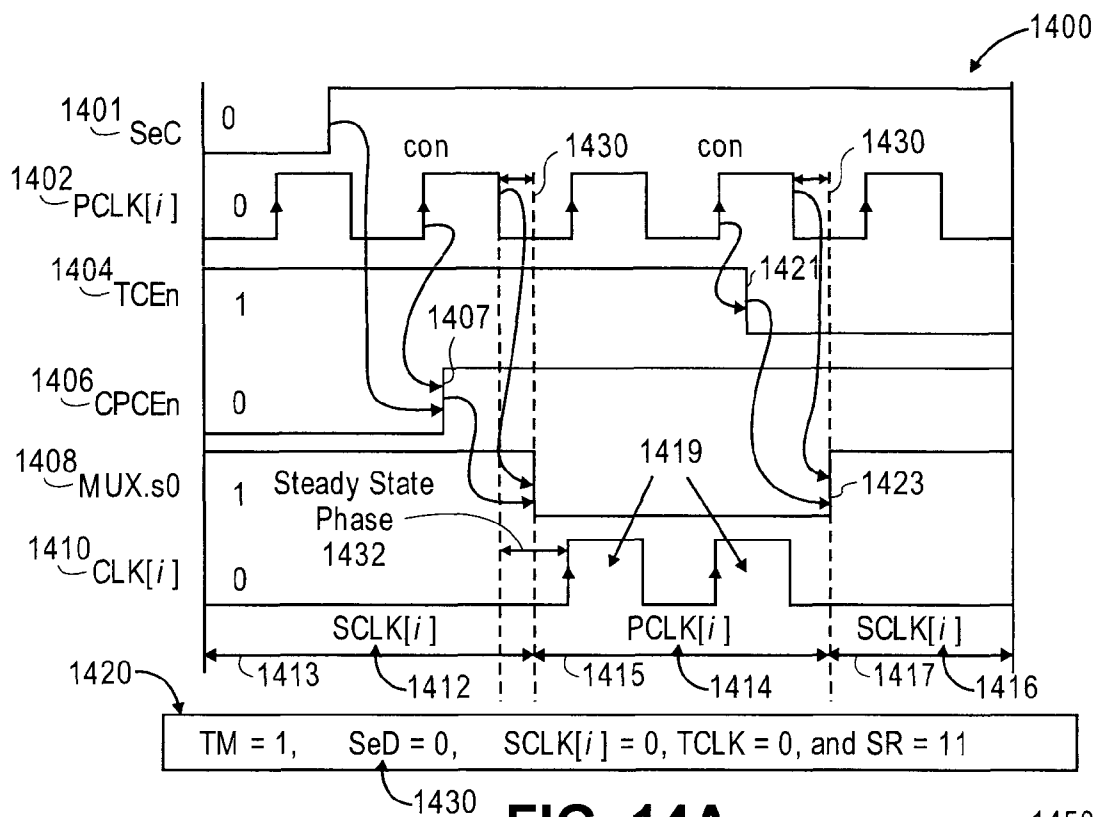 1400
1401 SeC 0
con 1430 con 1430
1402 PCLK[i] 0
1404 TCEn 1
1421
1407
1406 CPCEn 0
1408 MUX.s0 1
Steady State
Phase
1432
1419
1423
1410 CLK[i] 0
SCLK[i] PCLK[i] SCLK[i]
1413 1412 1415 1414 1417 1416
1420
TM = 1, SeD = 0, SCLK[i] = 0, TCLK = 0, and SR = 11
1430